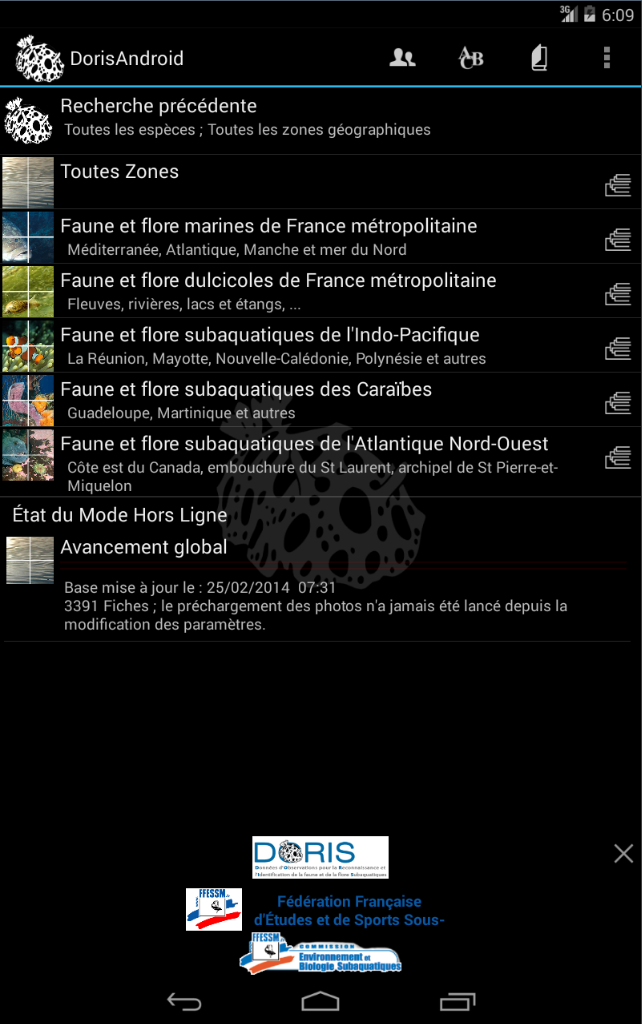 3G 6:09
DorisAndroid
ABC
Recherche précédente
Toutes les espèces ; Toutes les zones géographiques
Toutes Zones
Faune et flore marines de France métropolitaine
Méditerranée, Atlantique, Manche et mer du Nord
Faune et flore dulcicoles de France métropolitaine
Fleuves, rivières, lacs et étangs, ...
Faune et flore subaquatiques de l'Indo-Pacifique
La Réunion, Mayotte, Nouvelle-Calédonie, Polynésie et autres
Faune et flore subaquatiques des Caraïbes
Guadeloupe, Martinique et autres
Faune et flore subaquatiques de l'Atlantique Nord-Ouest
Côte est du Canada, embouchure du St Laurent, archipel de St Pierre-et-
Miquelon
État du Mode Hors Ligne
Avancement global
Base mise à jour le : 25/02/2014 07:31
3391 Fiches ; le préchargement des photos n'a jamais été lancé depuis la
modification des paramètres.
DORIS
Données d'Observations pour la Reconnaissance et
l'Identification de la faune et de la flore Subaquatiques
FFESSM
Fédération Française
d'Études et de Sports Sous-
FFESSM
COMMISSION
Environnement et
Biologie Subaquatiques